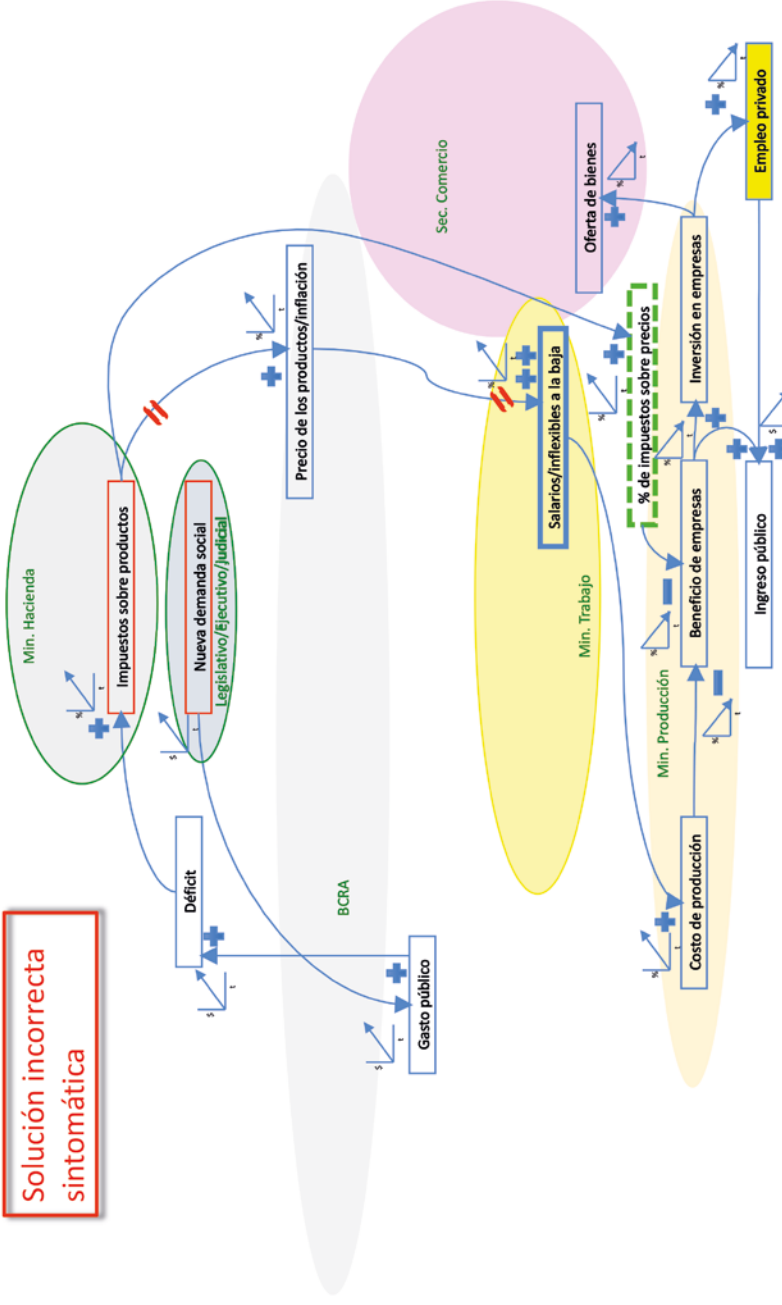 Solución incorrecta
sintomática
Min. Hacienda
%
t
Impuestos sobre productos
$
t
Nueva demanda social
Legislativo/Ejecutivo/Judicial
Déficit
$
t
BCRA
%
t
Precio de los productos/inflación
Gasto público
$
t
Sec. Comercio
%
t
Salarios/inflexibles a la baja
Min. Trabajo
Oferta de bienes
%
t
%
t
% de impuestos sobre precios
Min. Producción
%
t
Costo de producción
%
t
%
t
Beneficio de empresas
%
t
Inversión en empresas
%
t
Empleo privado
Ingreso público
$